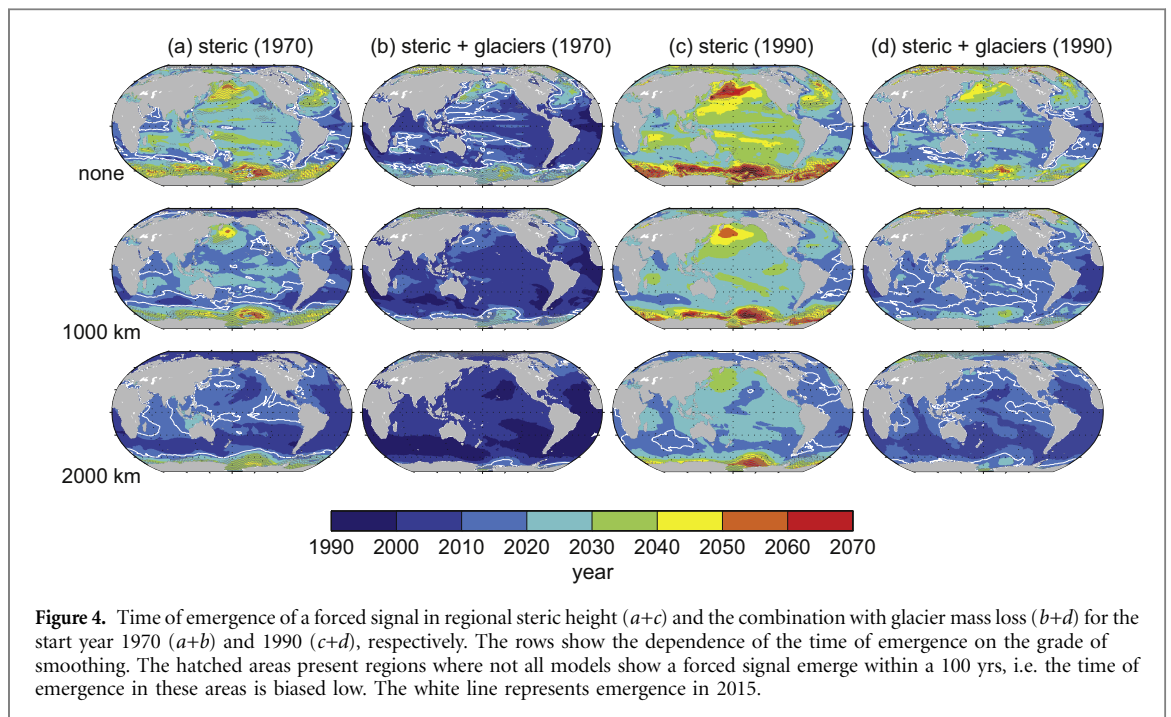 (a) steric (1970) (b) steric + glaciers (1970) (c) steric (1990) (d) steric + glaciers (1990)
none
1000 km
2000 km
1990 2000 2010 2020 2030 2040 2050 2060 2070
year
Figure 4. Time of emergence of a forced signal in regional steric height (a+c) and the combination with glacier mass loss (b+d) for the
start year 1970 (a+b) and 1990 (c+d), respectively. The rows show the dependence of the time of emergence on the grade of
smoothing. The hatched areas present regions where not all models show a forced signal emerge within a 100 yrs, i.e. the time of
emergence in these areas is biased low. The white line represents emergence in 2015.